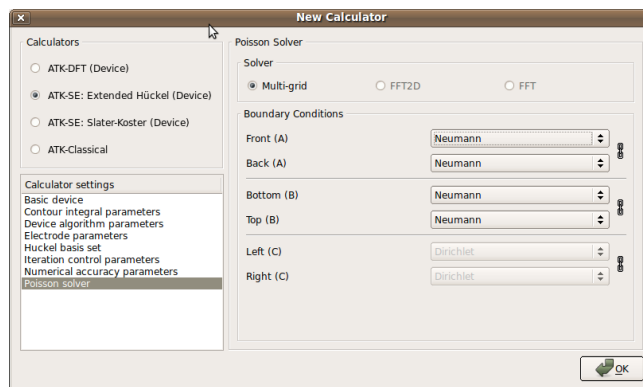 New Calculator
Calculators
ATK-DFT (Device)
ATK-SE: Extended Hückel (Device)
ATK-SE: Slater-Koster (Device)
ATK-Classical
Calculator settings
Basic device
Contour integral parameters
Device algorithm parameters
Electrode parameters
Huckel basis set
Iteration control parameters
Numerical accuracy parameters
Poisson solver
Poisson Solver
Solver
Multi-grid FFT2D FFT
Boundary Conditions
Front (A) Neumann
Back (A) Neumann
Bottom (B) Neumann
Top (B) Neumann
Left (C) Dirichlet
Right (C) Dirichlet
OK